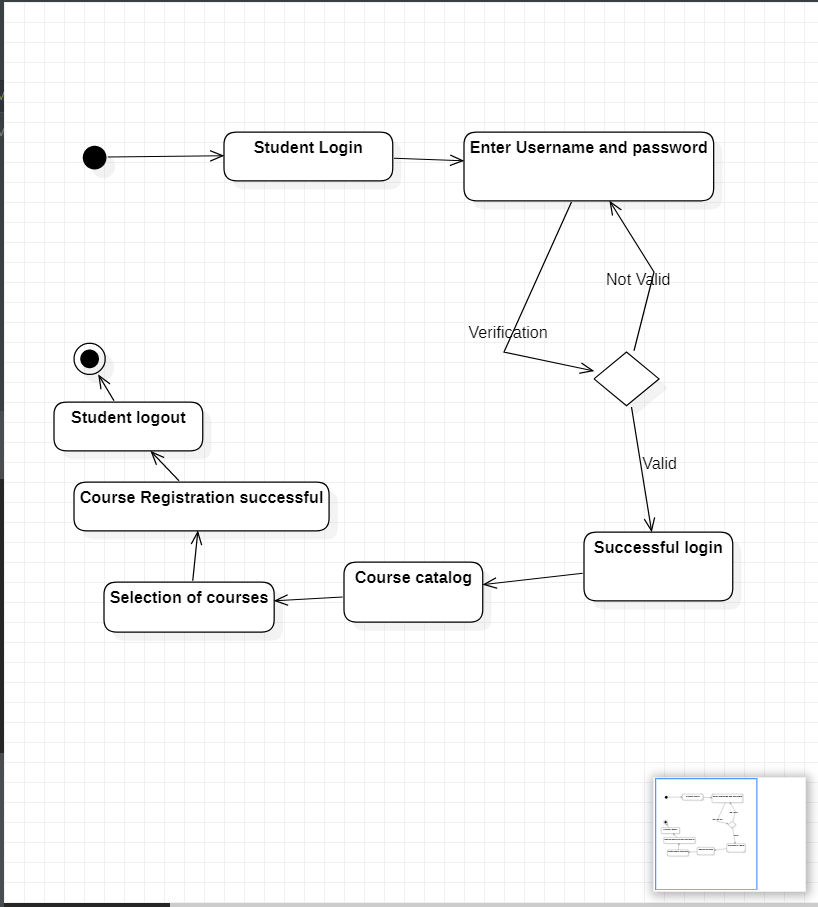 Student Login
Enter Username and password
Not Valid
Verification
Student logout
Valid
Course Registration successful
Successful login
Course catalog
Selection of courses